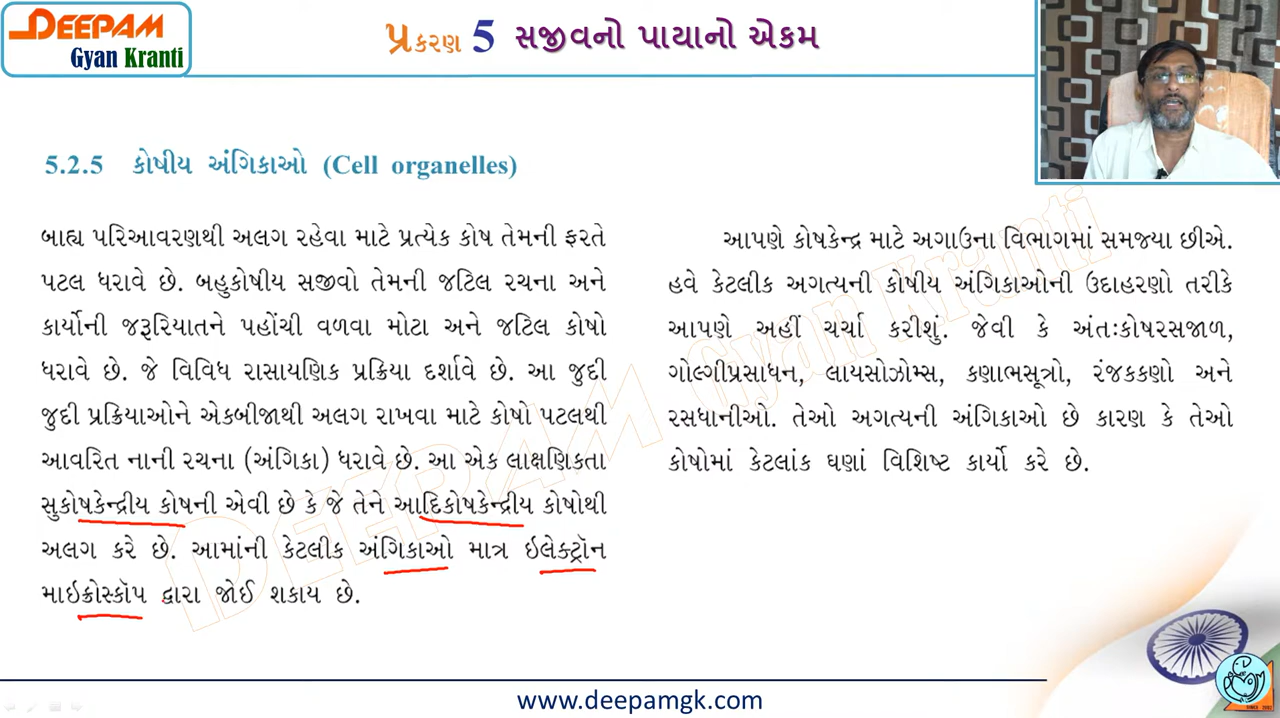 DEEPAM
Gyan Kranti
પ્રકરણ 5 સજીવનો પાયાનો એકમ
5.2.5 કોષીય અંગિકાઓ (Cell organelles)
બાહ્ય પરિઆવરણથી અલગ રહેવા માટે પ્રત્યેક કોષ તેમની ફરતે
પટલ ધરાવે છે. બહુકોષીય સજીવો તેમની જટિલ રચના અને
કાર્યોની જરૂરિયાતને પહોંચી વળવા મોટા અને જટિલ કોષો
ધરાવે છે. જે વિવિધ રાસાયણિક પ્રક્રિયા દર્શાવે છે. આ જુદી
જુદી પ્રક્રિયાઓને એકબીજાથી અલગ રાખવા માટે કોષો પટલથી
આવરિત નાની રચના (અંગિકા) ધરાવે છે. આ એક લાક્ષણિકતા
સુકોષકેન્દ્રીય કોષની એવી છે કે જે તેને આદિકોષકેન્દ્રીય કોષોથી
અલગ કરે છે. આમાંની કેટલીક અંગિકાઓ માત્ર ઇલેક્ટ્રૉન
માઇક્રોસ્કૉપ દ્વારા જોઈ શકાય છે.
આપણે કોષકેન્દ્ર માટે અગાઉના વિભાગમાં સમજ્યા છીએ.
હવે કેટલીક અગત્યની કોષીય અંગિકાઓની ઉદાહરણો તરીકે
આપણે અહીં ચર્ચા કરીશું. જેવી કે અંતઃકોષરસજાળ,
ગોલ્ગીપ્રસાધન, લાયસોઝોમ્સ, કણાભસૂત્રો, રંજકકણો અને
રસધાનીઓ. તેઓ અગત્યની અંગિકાઓ છે કારણ કે તેઓ
કોષોમાં કેટલાંક ઘણાં વિશિષ્ટ કાર્યો કરે છે.
DEEPAM Gyan Kranti
www.deepamgk.com